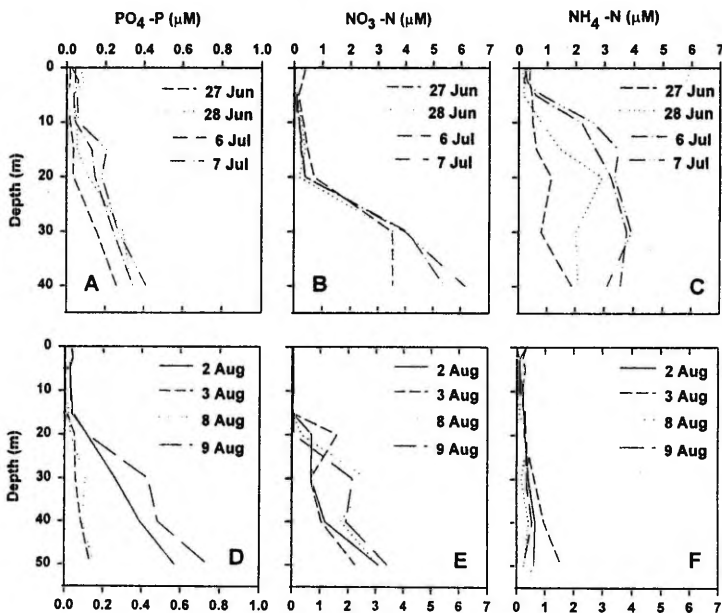 PO4 -P (µM)
NO3 -N (µM)
NH4 -N (µM)
0.0 0.2 0.4 0.6 0.8 1.0
0 1 2 3 4 5 6 7
0 1 2 3 4 5 6 7
Depth (m)
0
10
20
30
40
50
27 Jun
28 Jun
6 Jul
7 Jul
A
27 Jun
28 Jun
6 Jul
7 Jul
B
27 Jun
28 Jun
6 Jul
7 Jul
C
Depth (m)
0
10
20
30
40
50
2 Aug
3 Aug
8 Aug
9 Aug
D
2 Aug
3 Aug
8 Aug
9 Aug
E
2 Aug
3 Aug
8 Aug
9 Aug
F
0.0 0.2 0.4 0.6 0.8 1.0
0 1 2 3 4 5 6 7
0 1 2 3 4 5 6 7